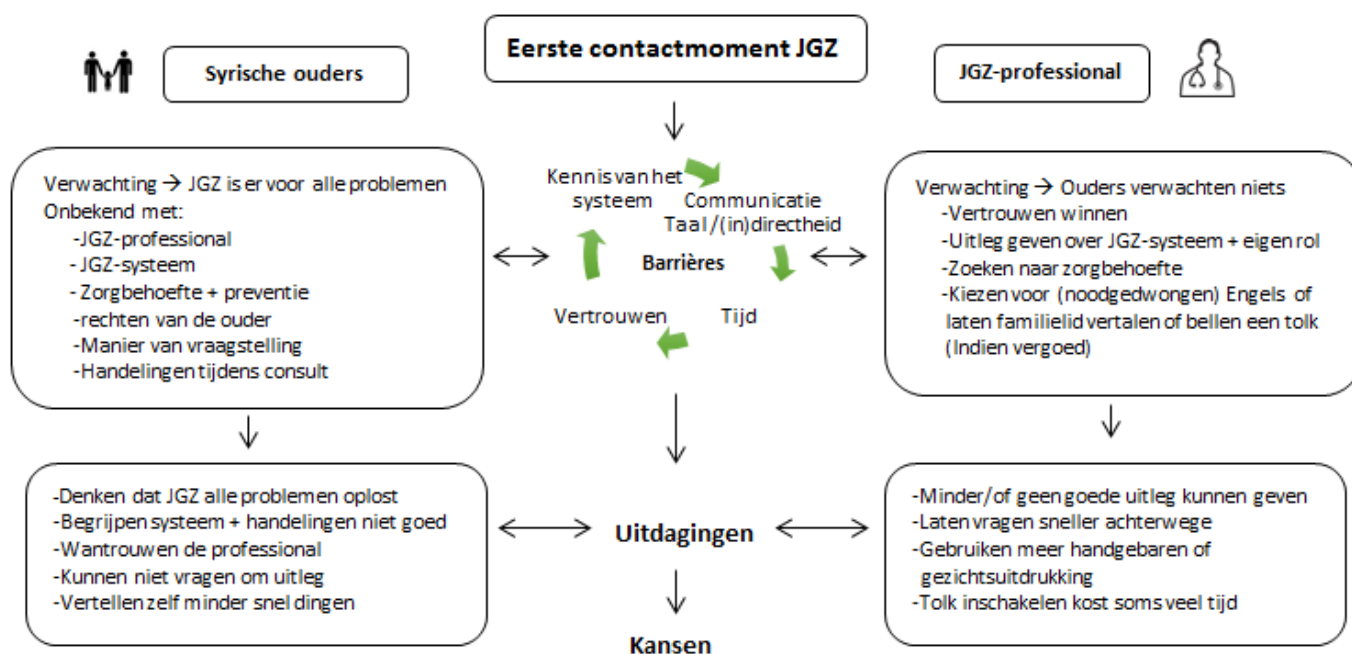 Eerste contactmoment JGZ
Syrische ouders
JGZ-professional
Verwachting → JGZ is er voor alle problemen
Onbekend met:
-JGZ-professional
-JGZ-systeem
-Zorgbehoefte + preventie
-rechten van de ouder
-Manier van vraagstelling
-Handelingen tijdens consult
Kennis van het
systeem
Communicatie
Taal/(in)directheid
Barrières
Vertrouwen
Tijd
Verwachting → Ouders verwachten niets
-Vertrouwen winnen
-Uitleg geven over JGZ-systeem + eigen rol
-Zoeken naar zorgbehoefte
-Kiezen voor (noodgedwongen) Engels of
laten familielid vertalen of bellen een tolk
(Indien vergoed)
-Denken dat JGZ alle problemen oplost
-Begrijpen systeem + handelingen niet goed
-Wantrouwen de professional
-Kunnen niet vragen om uitleg
-Vertellen zelf minder snel dingen
Uitdagingen
-Minder/of geen goede uitleg kunnen geven
-Laten vragen sneller achterwege
-Gebruiken meer handgebaren of
gezichtsuitdrukking
-Tolk inschakelen kost soms veel tijd
Kansen